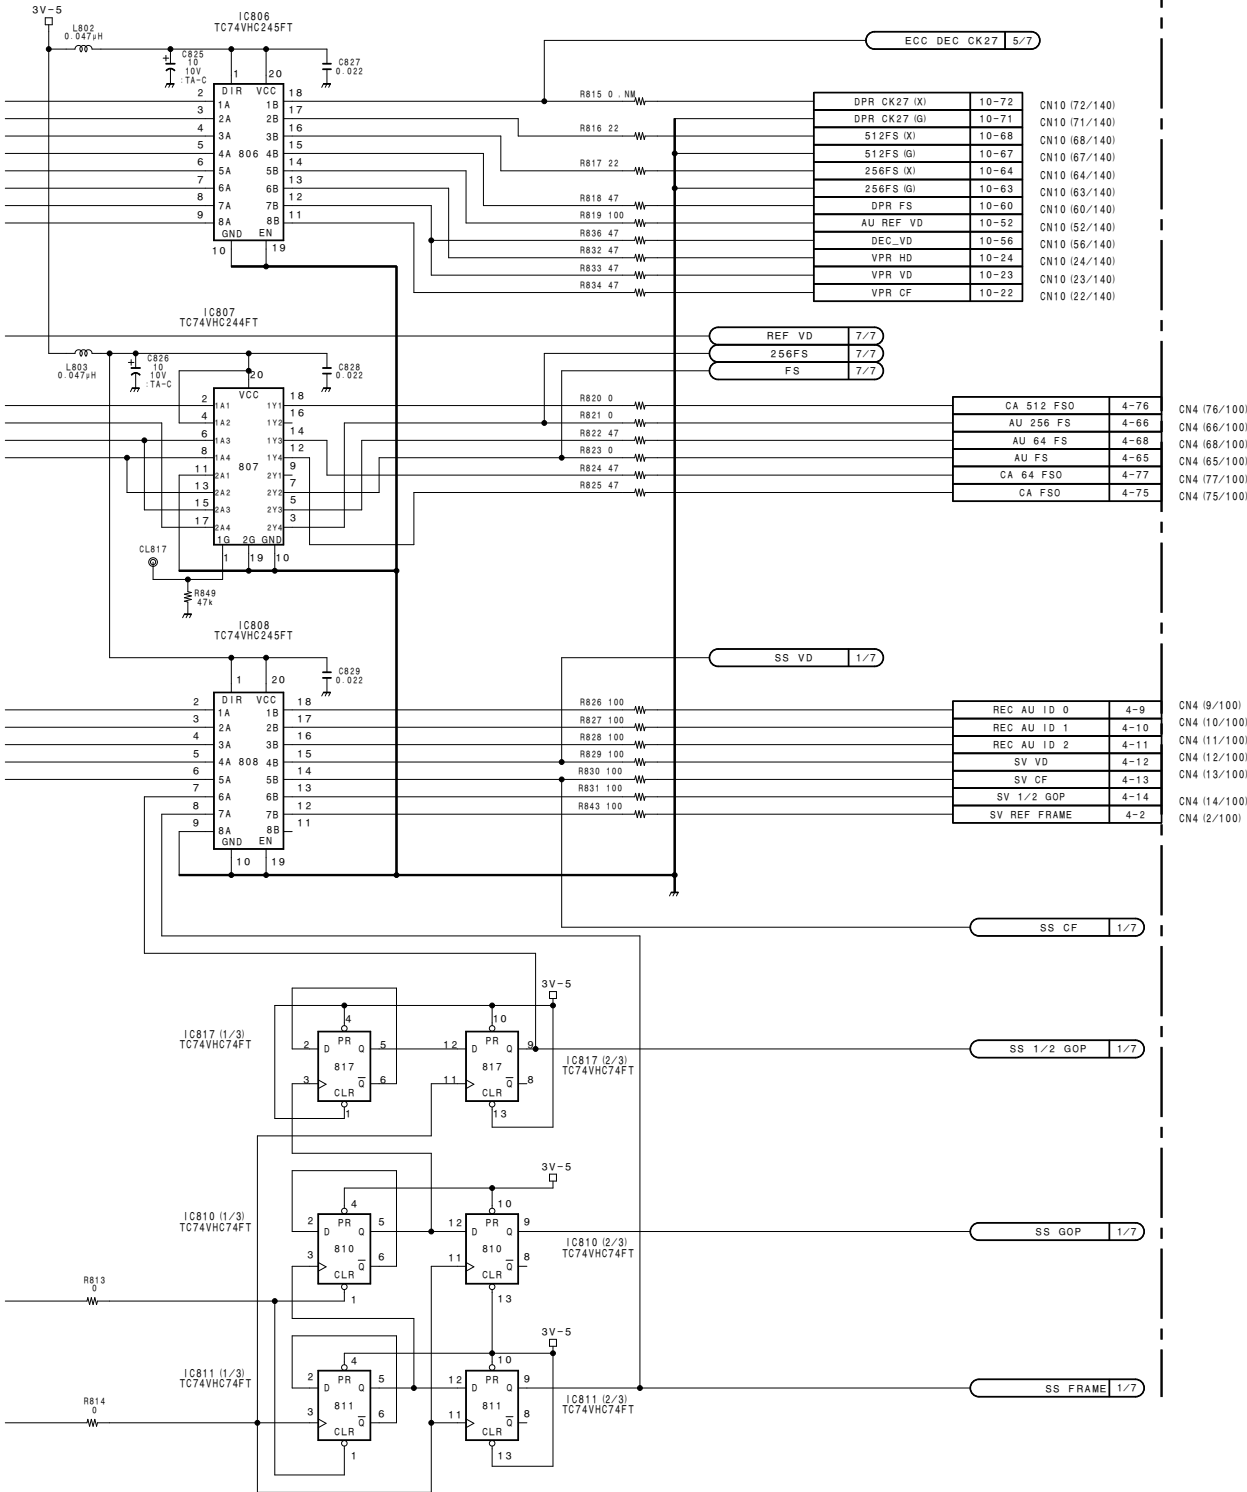 3V-5
L802
0.047μH
C825
10
10V
:TA-C
IC806
TC74VHC245FT
C827
0.022
1
20
DIR VCC
2 1A 1B 18
3 2A 2B 17
4 3A 3B 16
5 4A 806 4B 15
6 5A 5B 14
7 6A 6B 13
8 7A 7B 12
9 8A 8B 11
GND EN
10 19
ECC DEC CK27 5/7
R815 0 . NM
R816 22
R817 22
R818 47
R819 100
R836 47
R832 47
R833 47
R834 47
DPR CK27 (X) 10-72 CN10 (72/140)
DPR CK27 (G) 10-71 CN10 (71/140)
512FS (X) 10-68 CN10 (68/140)
512FS (G) 10-67 CN10 (67/140)
256FS (X) 10-64 CN10 (64/140)
256FS (G) 10-63 CN10 (63/140)
DPR FS 10-60 CN10 (60/140)
AU REF VD 10-52 CN10 (52/140)
DEC_VD 10-56 CN10 (56/140)
VPR HD 10-24 CN10 (24/140)
VPR VD 10-23 CN10 (23/140)
VPR CF 10-22 CN10 (22/140)
IC807
TC74VHC244FT
L803
0.047μH
C826
10
10V
:TA-C
C828
0.022
20
VCC
2 1A1 1Y1 18
4 1A2 1Y2 16
6 1A3 1Y3 14
8 1A4 1Y4 12
11 2A1 807 2Y1 9
13 2A2 2Y2 7
15 2A3 2Y3 5
17 2A4 2Y4 3
1G 2G GND
1 19 10
CL817
R849
47k
REF VD 7/7
256FS 7/7
FS 7/7
R820 0
R821 0
R822 47
R823 0
R824 47
R825 47
CA 512 FSO 4-76 CN4 (76/100)
AU 256 FS 4-66 CN4 (66/100)
AU 64 FS 4-68 CN4 (68/100)
AU FS 4-65 CN4 (65/100)
CA 64 FSO 4-77 CN4 (77/100)
CA FSO 4-75 CN4 (75/100)
IC808
TC74VHC245FT
C829
0.022
1 20
DIR VCC
2 1A 1B 18
3 2A 2B 17
4 3A 3B 16
5 4A 808 4B 15
6 5A 5B 14
7 6A 6B 13
8 7A 7B 12
9 8A 8B 11
GND EN
10 19
SS VD 1/7
R826 100
R827 100
R828 100
R829 100
R830 100
R831 100
R843 100
REC AU ID 0 4-9 CN4 (9/100)
REC AU ID 1 4-10 CN4 (10/100)
REC AU ID 2 4-11 CN4 (11/100)
SV VD 4-12 CN4 (12/100)
SV CF 4-13 CN4 (13/100)
SV 1/2 GOP 4-14 CN4 (14/100)
SV REF FRAME 4-2 CN4 (2/100)
SS CF 1/7
3V-5
IC817 (1/3)
TC74VHC74FT
4
PR
2 D Q 5
817
3 Q 6
CLR
1
10
PR
12 D Q 9
817
11 Q 8
CLR
13
IC817 (2/3)
TC74VHC74FT
SS 1/2 GOP 1/7
3V-5
IC810 (1/3)
TC74VHC74FT
4
PR
2 D Q 5
810
3 Q 6
CLR
1
10
PR
12 D Q 9
810
11 Q 8
CLR
13
IC810 (2/3)
TC74VHC74FT
SS GOP 1/7
R813
0
3V-5
IC811 (1/3)
TC74VHC74FT
4
PR
2 D Q 5
811
3 Q 6
CLR
1
10
PR
12 D Q 9
811
11 Q 8
CLR
13
IC811 (2/3)
TC74VHC74FT
SS FRAME 1/7
R814
0